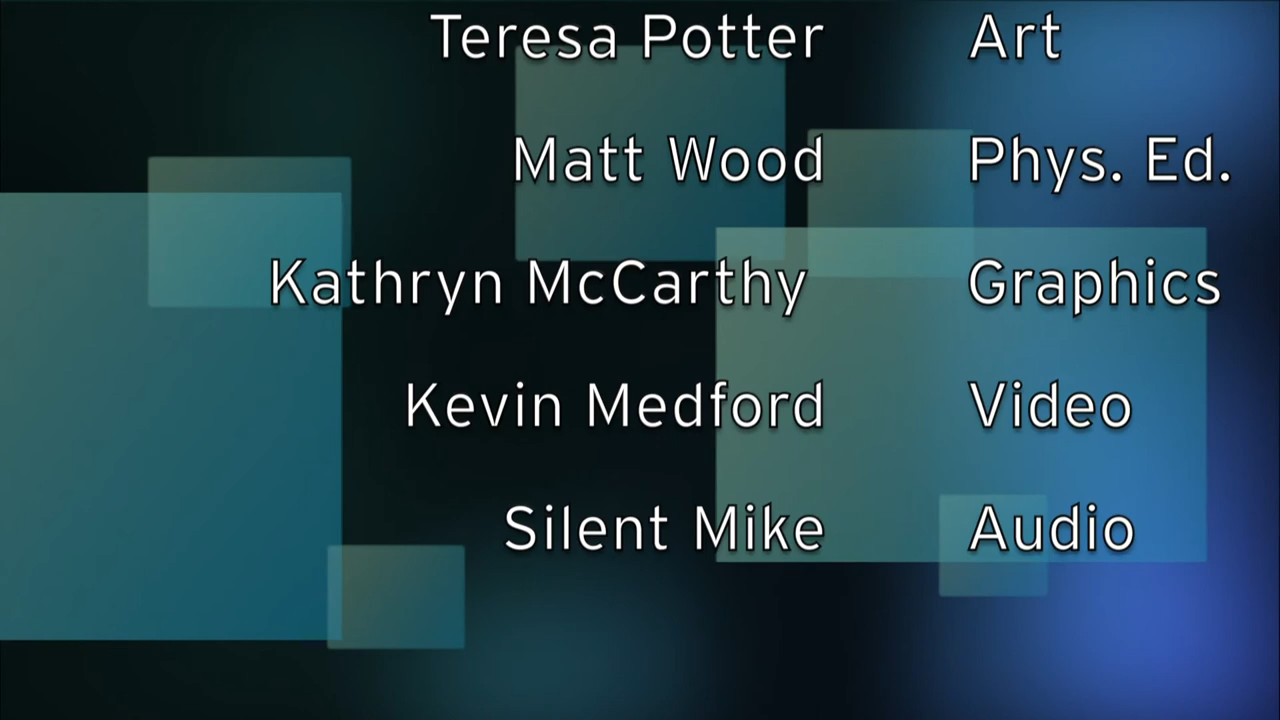 Teresa Potter Art
Matt Wood Phys. Ed.
Kathryn McCarthy Graphics
Kevin Medford Video
Silent Mike Audio